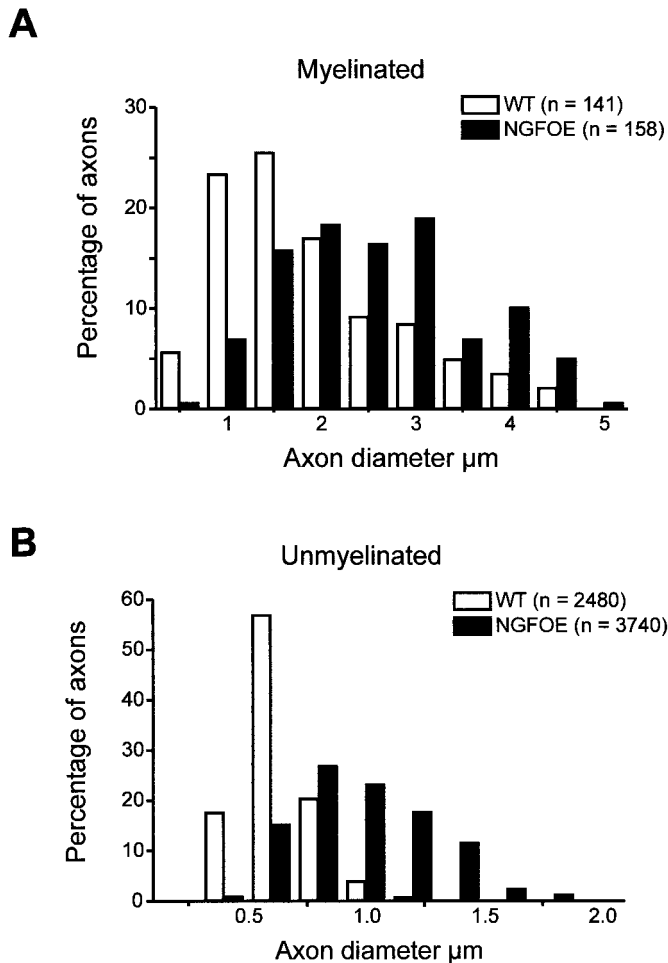 A
Myelinated
WT (n = 141)
NGFOE (n = 158)
Percentage of axons
30
20
10
0
1 2 3 4 5
Axon diameter µm
B
Unmyelinated
WT (n = 2480)
NGFOE (n = 3740)
Percentage of axons
60
50
40
30
20
10
0
0.5 1.0 1.5 2.0
Axon diameter µm